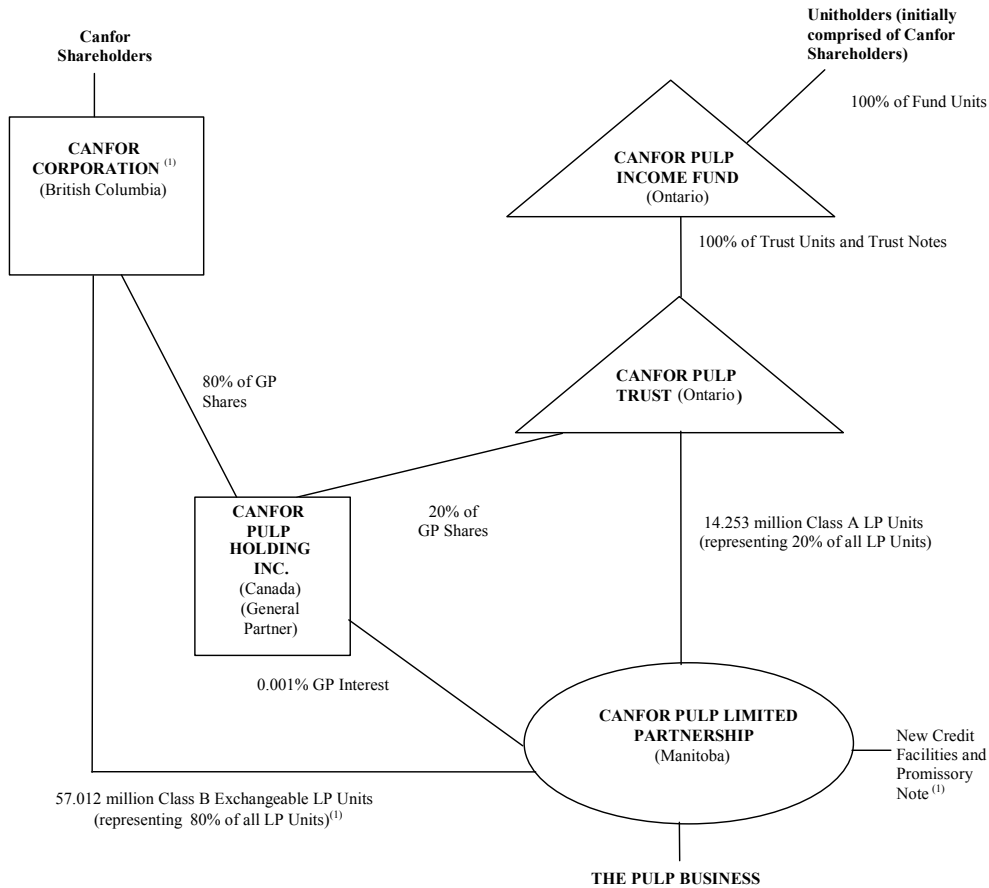 Canfor
Shareholders
Unitholders (initially
comprised of Canfor
Shareholders)
100% of Fund Units
CANFOR
CORPORATION (1)
(British Columbia)
CANFOR PULP
INCOME FUND
(Ontario)
100% of Trust Units and Trust Notes
80% of GP
Shares
CANFOR PULP
TRUST (Ontario)
CANFOR
PULP
HOLDING
INC.
(Canada)
(General
Partner)
20% of
GP Shares
14.253 million Class A LP Units
(representing 20% of all LP Units)
0.001% GP Interest
CANFOR PULP LIMITED
PARTNERSHIP
(Manitoba)
New Credit
Facilities and
Promissory
Note (1)
57.012 million Class B Exchangeable LP Units
(representing 80% of all LP Units)(1)
THE PULP BUSINESS